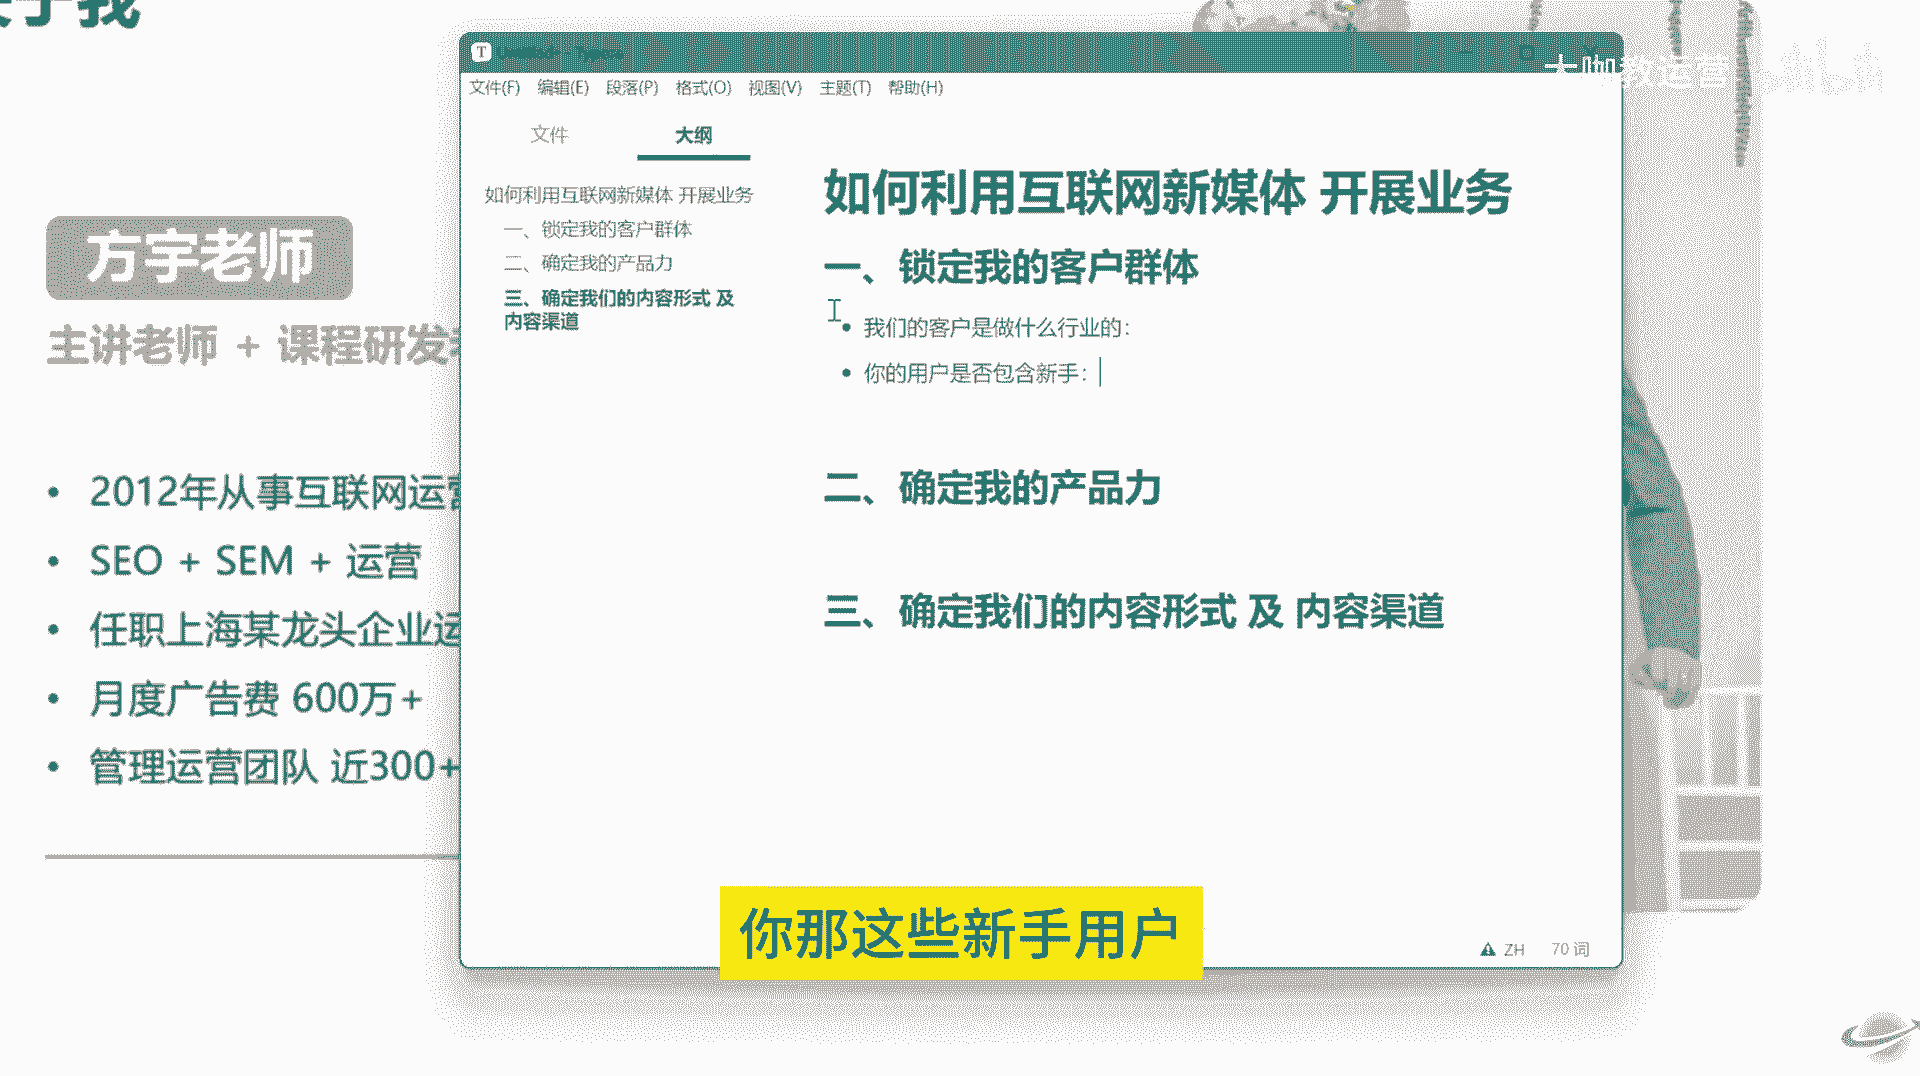 于我
方宇老师
主讲老师 + 课程研发
2012年从事互联网运营
SEO + SEM + 运营
任职上海某龙头企业运
月度广告费 600万+
管理运营团队 近300+
T
文件(F) 编辑(E) 段落(P) 格式(O) 视图(V) 主题(T) 帮助(H)
文件 大纲
如何利用互联网新媒体 开展业务
一、锁定我的客户群体
二、确定我的产品力
三、确定我们的内容形式 及
内容渠道
如何利用互联网新媒体 开展业务
一、锁定我的客户群体
我们的客户是做什么行业的：
你的用户是否包含新手：
二、确定我的产品力
三、确定我们的内容形式 及 内容渠道
ZH 70 词
大咖教运营
你那这些新手用户